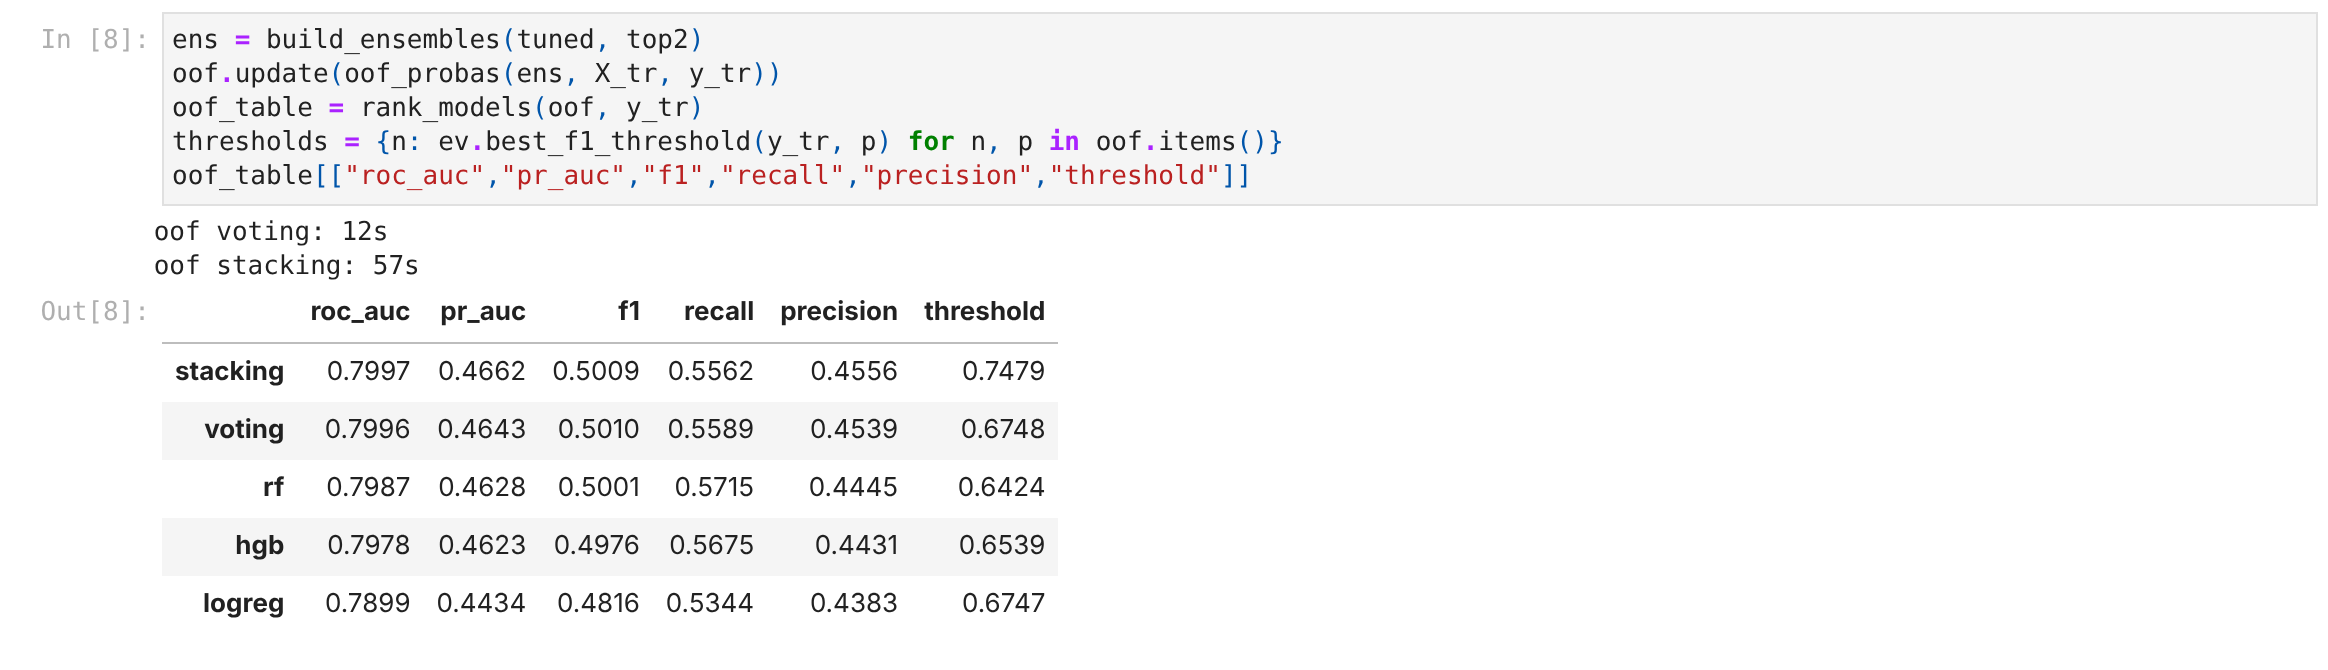 In [8]:
ens = build_ensembles(tuned, top2)
oof.update(oof_probas(ens, X_tr, y_tr))
oof_table = rank_models(oof, y_tr)
thresholds = {n: ev.best_f1_threshold(y_tr, p) for n, p in oof.items()}
oof_table[["roc_auc","pr_auc","f1","recall","precision","threshold"]]
oof voting: 12s
oof stacking: 57s
Out[8]:
roc_auc pr_auc f1 recall precision threshold
stacking 0.7997 0.4662 0.5009 0.5562 0.4556 0.7479
voting 0.7996 0.4643 0.5010 0.5589 0.4539 0.6748
rf 0.7987 0.4628 0.5001 0.5715 0.4445 0.6424
hgb 0.7978 0.4623 0.4976 0.5675 0.4431 0.6539
logreg 0.7899 0.4434 0.4816 0.5344 0.4383 0.6747